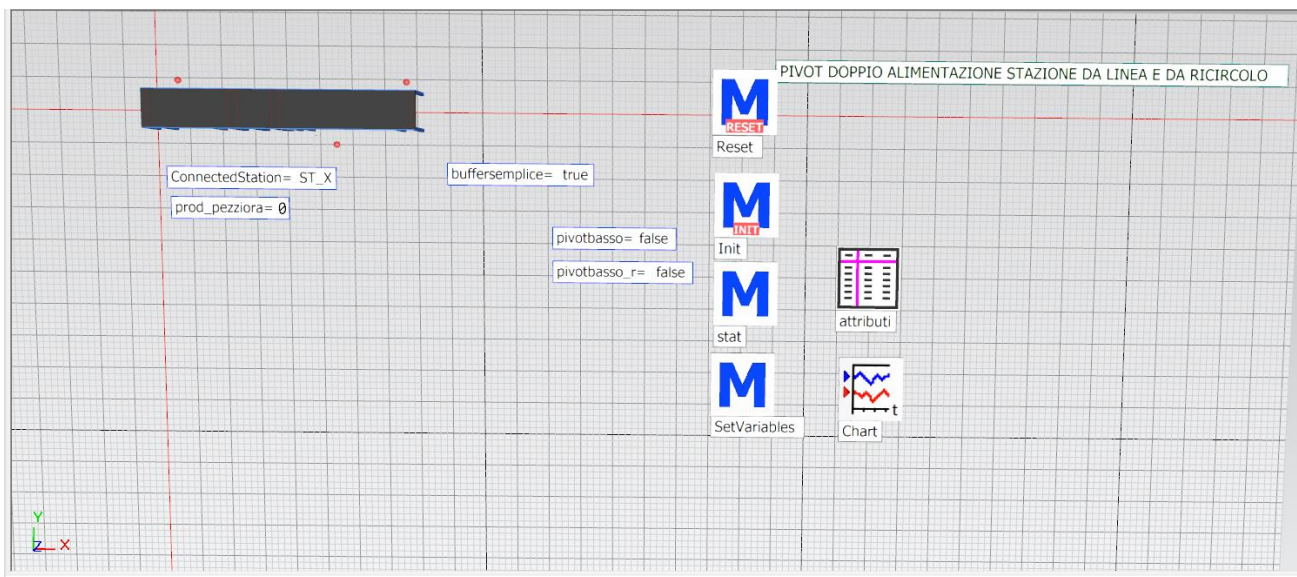 PIVOT DOPPIO ALIMENTAZIONE STAZIONE DA LINEA E DA RICIRCOLO
M
RESET
Reset
ConnectedStation= ST_X
buffersemplice= true
prod_pezziora= 0
M
INIT
Init
pivotbasso= false
pivotbasso_r= false
M
stat
attributi
M
SetVariables
t
Chart
Y
Z
X